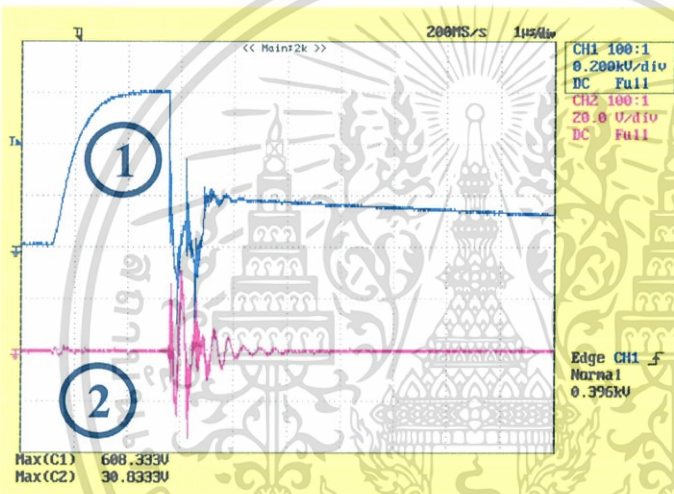 200MS/s 1μs/div
<< Main:2k >>
CH1 100:1
0.200kV/div
DC Full
CH2 100:1
20.0 V/div
DC Full
1
2
Edge CH1
Normal
0.396kV
Max(C1) 608.333V
Max(C2) 30.8333V